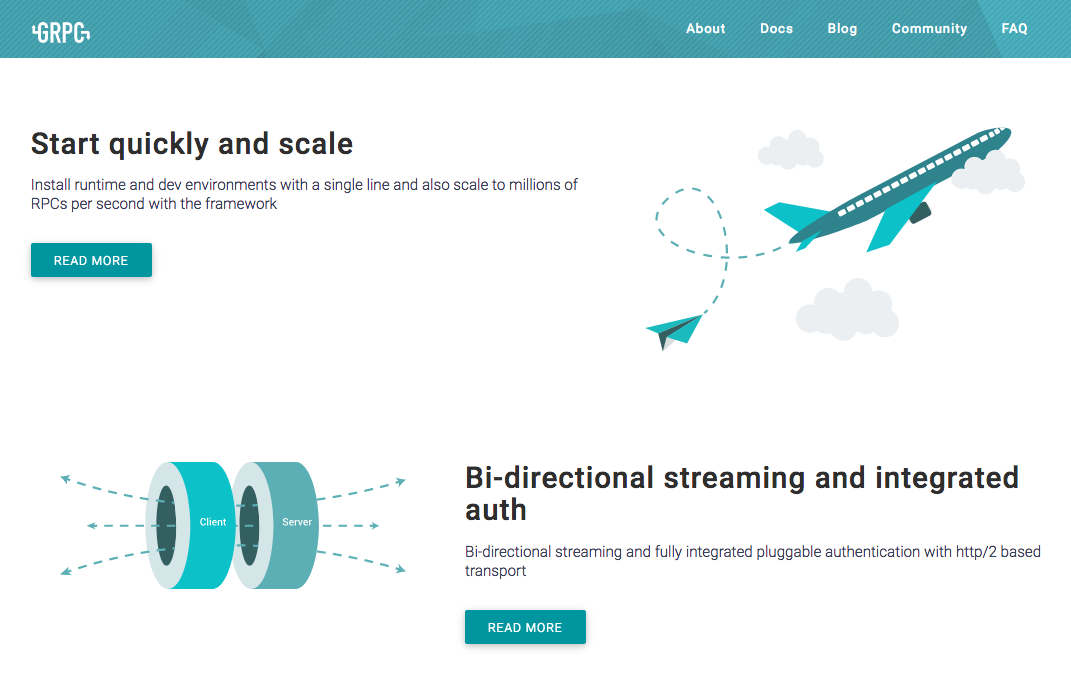 GRPC
About Docs Blog Community FAQ
Start quickly and scale
Install runtime and dev environments with a single line and also scale to millions of
RPCs per second with the framework
READ MORE
Client
Server
Bi-directional streaming and integrated
auth
Bi-directional streaming and fully integrated pluggable authentication with http/2 based
transport
READ MORE